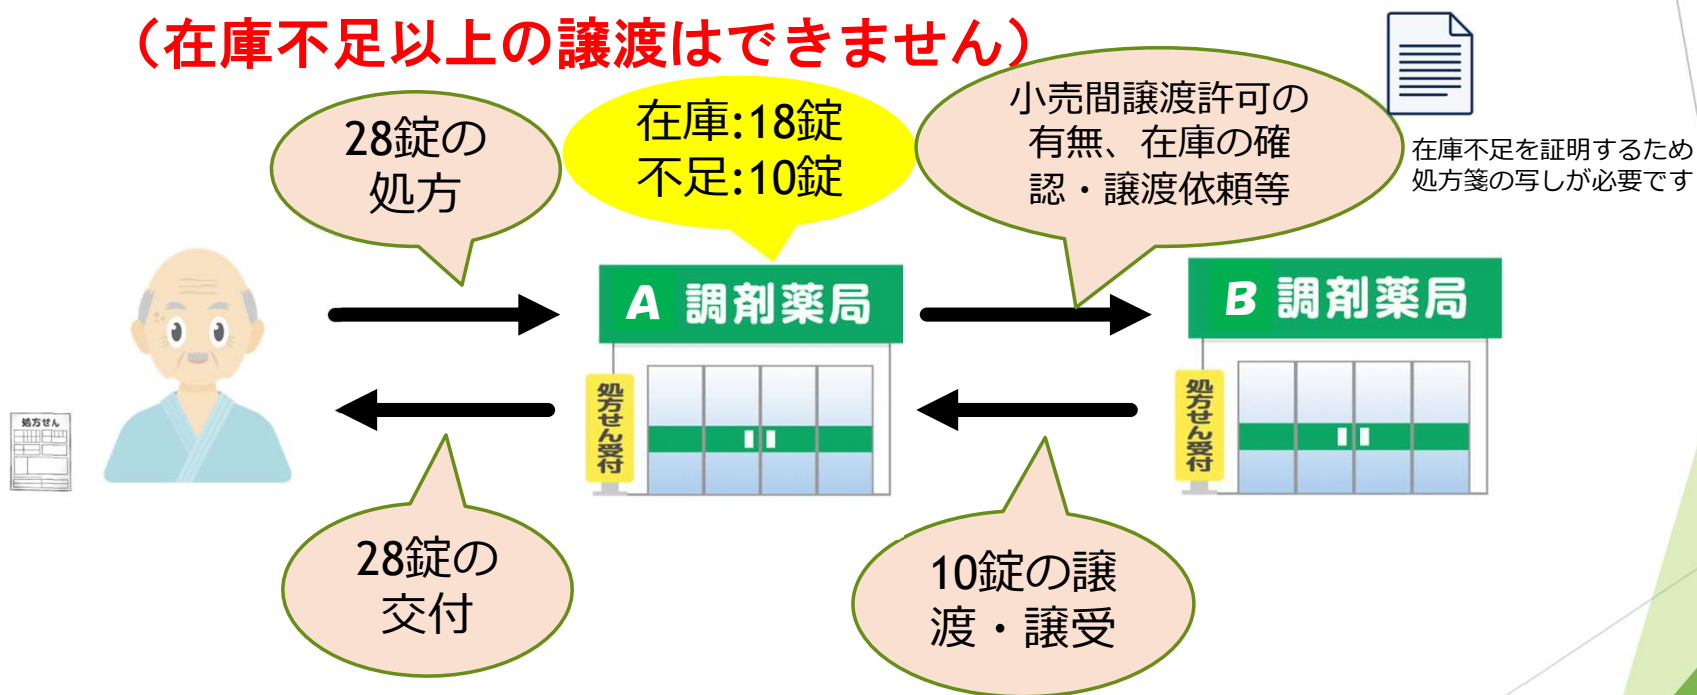 （在庫不足以上の譲渡はできません）
28錠の
処方
在庫:18錠
不足:10錠
小売間譲渡許可の
有無、在庫の確
認・譲渡依頼等
在庫不足を証明するため
処方箋の写しが必要です
A 調剤薬局
B 調剤薬局
処方せん受付
処方せん受付
処方せん
28錠の
交付
10錠の譲
渡・譲受